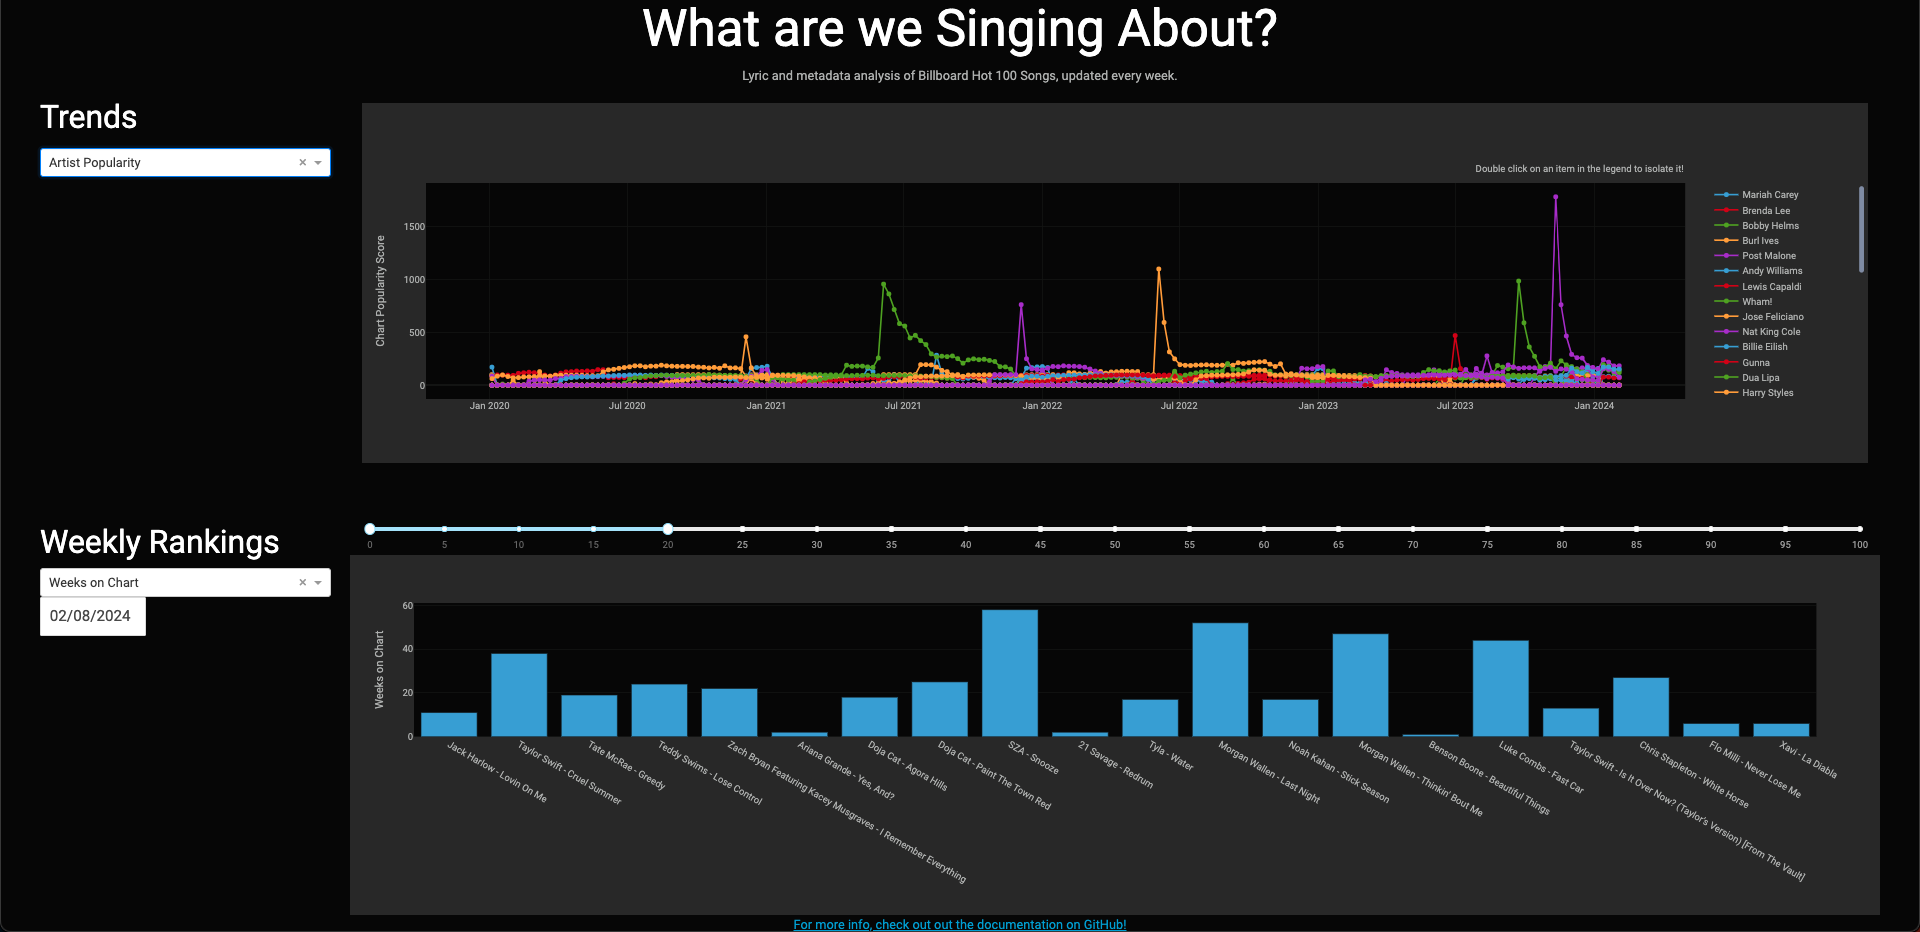 What are we Singing About?
Lyric and metadata analysis of Billboard Hot 100 Songs, updated every week.
Trends
Artist Popularity
Double click on an item in the legend to isolate it!
Chart Popularity Score
1500
1000
500
0
Jan 2020
Jul 2020
Jan 2021
Jul 2021
Jan 2022
Jul 2022
Jan 2023
Jul 2023
Jan 2024
Mariah Carey
Brenda Lee
Bobby Helms
Burl Ives
Post Malone
Andy Williams
Lewis Capaldi
Wham!
Jose Feliciano
Nat King Cole
Billie Eilish
Gunna
Dua Lipa
Harry Styles
Weekly Rankings
Weeks on Chart
02/08/2024
0 5 10 15 20 25 30 35 40 45 50 55 60 65 70 75 80 85 90 95 100
Weeks on Chart
60
40
20
0
Jack Harlow - Lovin On Me
Taylor Swift - Cruel Summer
Tate McRae - Greedy
Teddy Swims - Lose Control
Zach Bryan Featuring Kacey Musgraves - I Remember Everything
Ariana Grande - Yes, And?
Doja Cat - Agora Hills
Doja Cat - Paint The Town Red
SZA - Snooze
21 Savage - Redrum
Tyla - Water
Morgan Wallen - Last Night
Noah Kahan - Stick Season
Morgan Wallen - Thinkin' Bout Me
Benson Boone - Beautiful Things
Luke Combs - Fast Car
Taylor Swift - Is It Over Now? (Taylor's Version) [From The Vault]
Chris Stapleton - White Horse
Flo Milli - Never Lose Me
Xavi - La Diabla
For more info, check out out the documentation on GitHub!